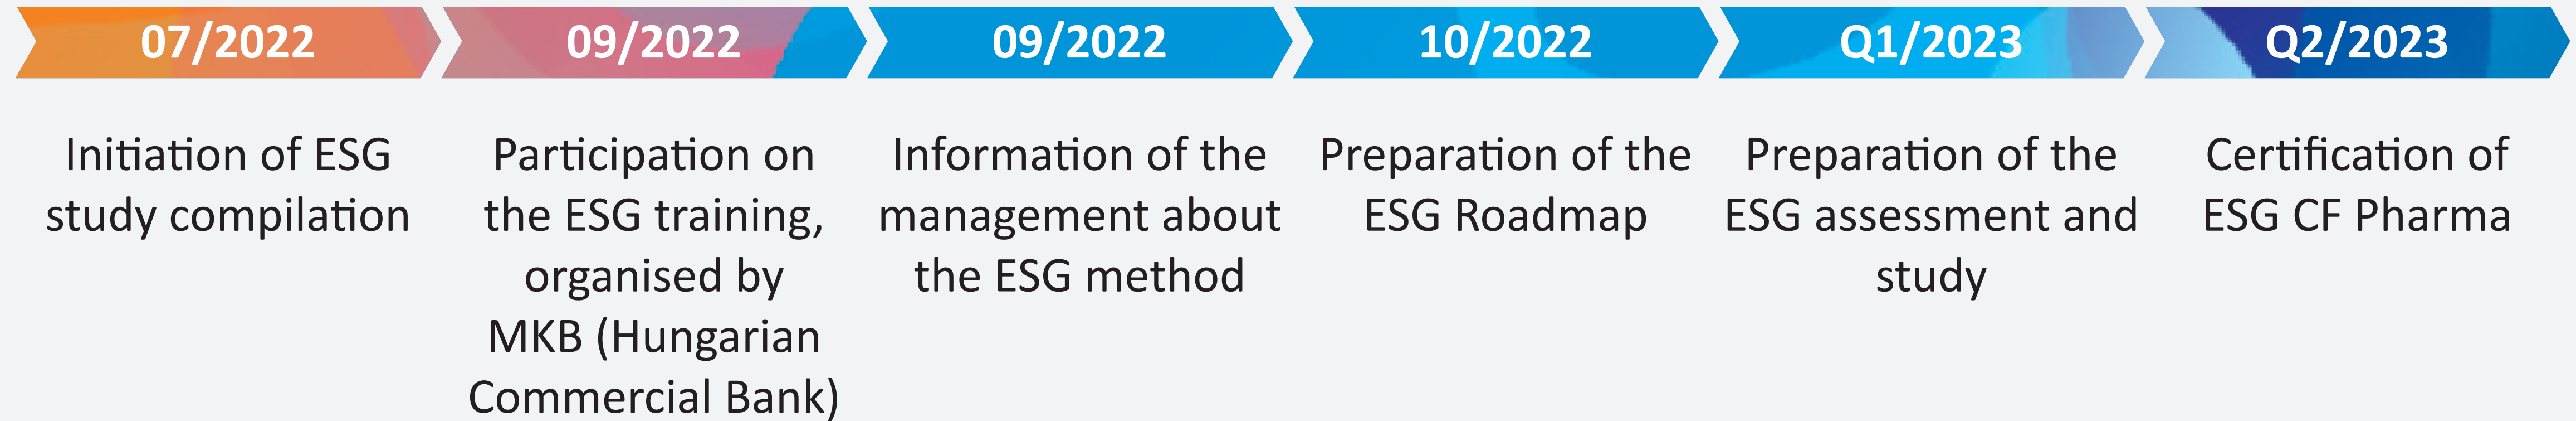 07/2022
Initiation of ESG
study compilation
09/2022
Participation on
the ESG training,
organised by
MKB (Hungarian
Commercial Bank)
09/2022
Information of the
management about
the ESG method
10/2022
Preparation of the
ESG Roadmap
Q1/2023
Preparation of the
ESG assessment and
study
Q2/2023
Certification of
ESG CF Pharma